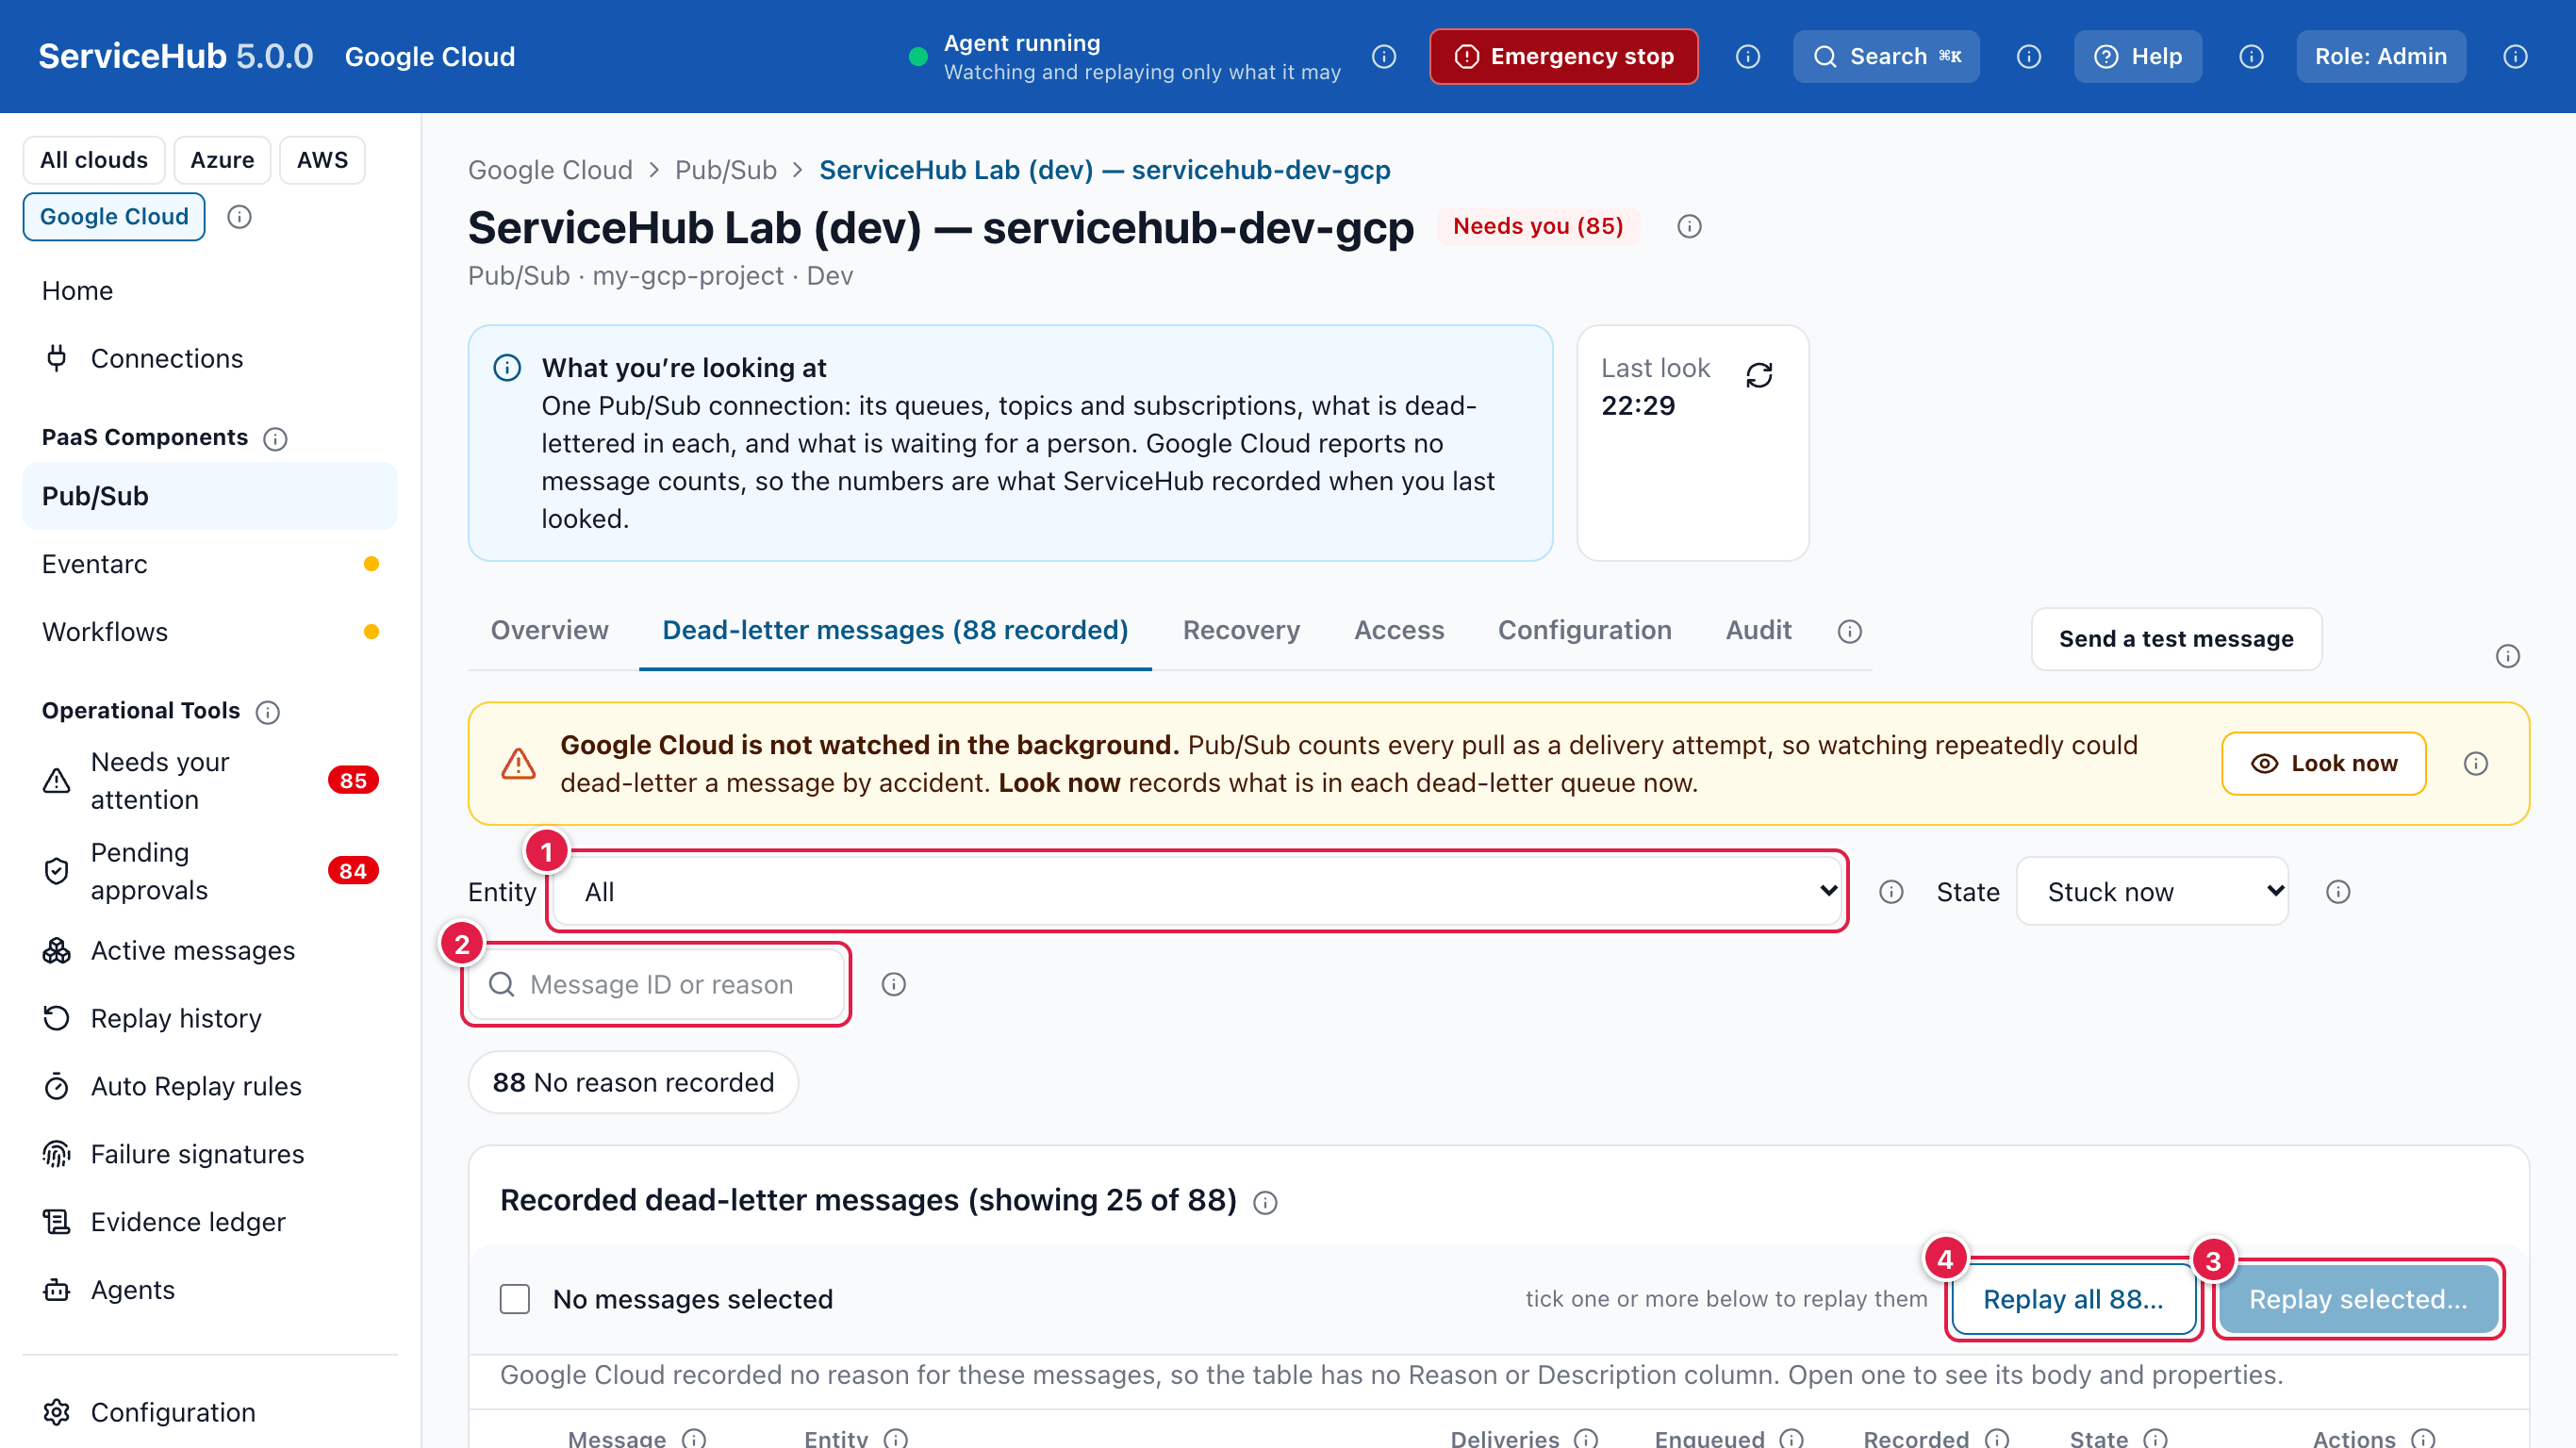 ServiceHub 5.0.0 Google Cloud
Agent running
Watching and replaying only what it may
Emergency stop
Search ⌘K
Help
Role: Admin
All clouds
Azure
AWS
Google Cloud
Home
Connections
PaaS Components
Pub/Sub
Eventarc
Workflows
Operational Tools
Needs your
attention
85
Pending
approvals
84
Active messages
Replay history
Auto Replay rules
Failure signatures
Evidence ledger
Agents
Configuration
Google Cloud > Pub/Sub > ServiceHub Lab (dev) — servicehub-dev-gcp
ServiceHub Lab (dev) — servicehub-dev-gcp
Needs you (85)
Pub/Sub · my-gcp-project · Dev
What you’re looking at
One Pub/Sub connection: its queues, topics and subscriptions, what is dead-
lettered in each, and what is waiting for a person. Google Cloud reports no
message counts, so the numbers are what ServiceHub recorded when you last
looked.
Last look
22:29
Overview
Dead-letter messages (88 recorded)
Recovery
Access
Configuration
Audit
Send a test message
Google Cloud is not watched in the background. Pub/Sub counts every pull as a delivery attempt, so watching repeatedly could
dead-letter a message by accident. Look now records what is in each dead-letter queue now.
Look now
1
Entity
All
State
Stuck now
2
Message ID or reason
88 No reason recorded
Recorded dead-letter messages (showing 25 of 88)
No messages selected
tick one or more below to replay them
4
Replay all 88...
3
Replay selected...
Google Cloud recorded no reason for these messages, so the table has no Reason or Description column. Open one to see its body and properties.
Message
Entity
Deliveries
Enqueued
Recorded
State
Actions